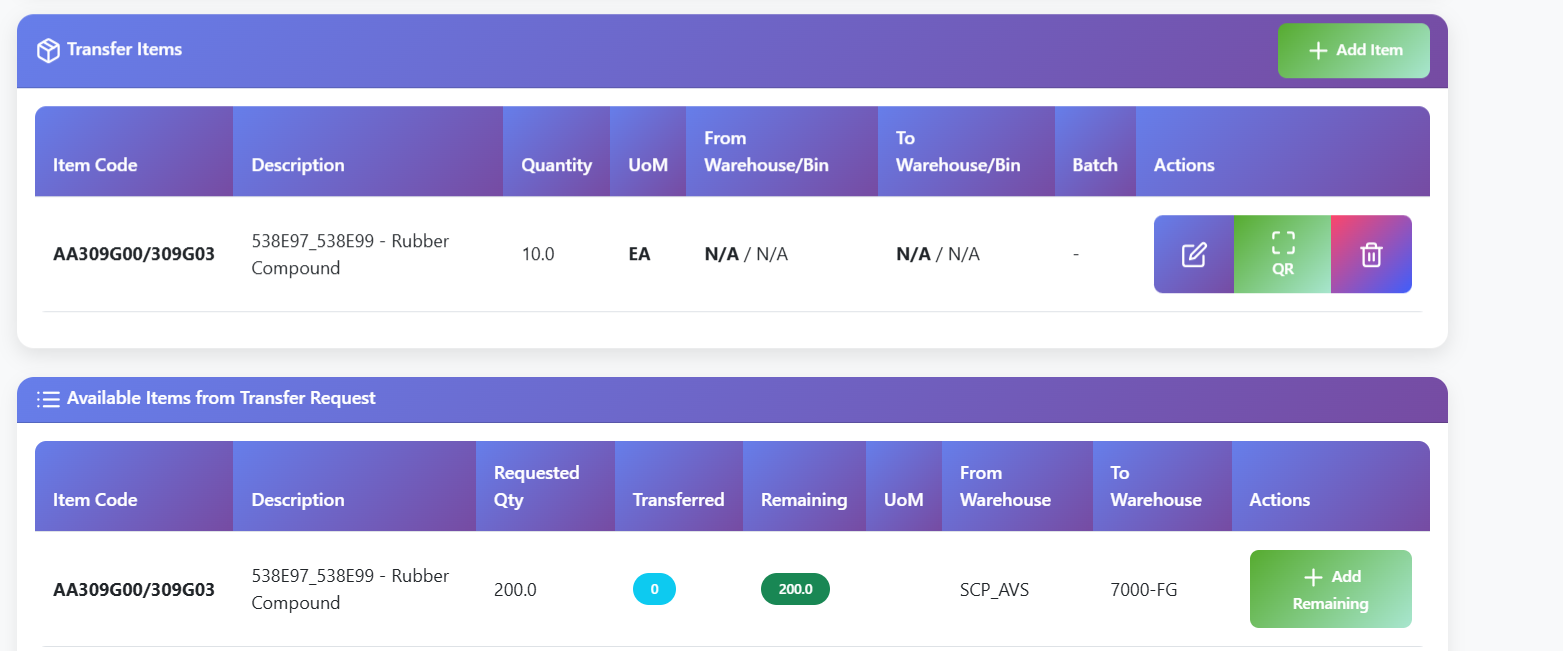 Transfer Items
Add Item
Item Code
Description
Quantity
UoM
From
Warehouse/Bin
To
Warehouse/Bin
Batch
Actions
AA309G00/309G03
538E97_538E99 - Rubber
Compound
10.0
EA
N/A / N/A
N/A / N/A
-
QR
Available Items from Transfer Request
Item Code
Description
Requested
Qty
Transferred
Remaining
UoM
From
Warehouse
To
Warehouse
Actions
AA309G00/309G03
538E97_538E99 - Rubber
Compound
200.0
0
200.0
SCP_AVS
7000-FG
Add
Remaining